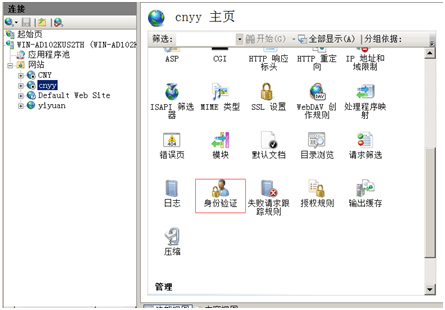 连接
起始页
WIN-AD102KUS2TH (WIN-AD102K
应用程序池
网站
CNY
cnyy
Default Web Site
ylyuan
cnyy 主页
筛选:
开始(G)
全部显示(A)
分组依据:
ASP
CGI
HTTP 响应标头
HTTP 重定向
IP 地址和域限制
ISAPI 筛选器
MIME 类型
SSL 设置
WebDAV 创作规则
处理程序映射
错误页
模块
默认文档
目录浏览
请求筛选
日志
身份验证
失败请求跟踪规则
授权规则
输出缓存
压缩
管理